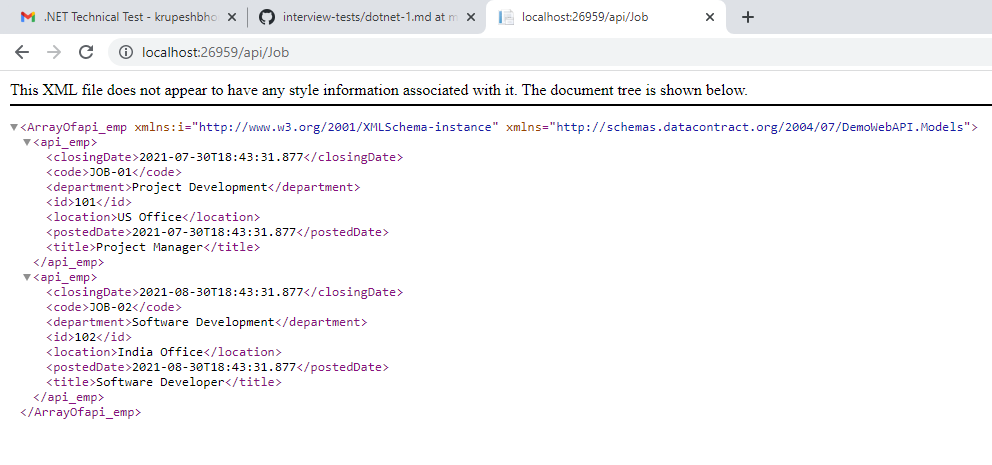 .NET Technical Test - krupeshbho
interview-tests/dotnet-1.md at m
localhost:26959/api/Job
localhost:26959/api/Job
This XML file does not appear to have any style information associated with it. The document tree is shown below.
<ArrayOfapi_emp xmlns:i="http://www.w3.org/2001/XMLSchema-instance" xmlns="http://schemas.datacontract.org/2004/07/DemoWebAPI.Models">
<api_emp>
<closingDate>2021-07-30T18:43:31.877</closingDate>
<code>JOB-01</code>
<department>Project Development</department>
<id>101</id>
<location>US Office</location>
<postedDate>2021-07-30T18:43:31.877</postedDate>
<title>Project Manager</title>
</api_emp>
<api_emp>
<closingDate>2021-08-30T18:43:31.877</closingDate>
<code>JOB-02</code>
<department>Software Development</department>
<id>102</id>
<location>India Office</location>
<postedDate>2021-08-30T18:43:31.877</postedDate>
<title>Software Developer</title>
</api_emp>
</ArrayOfapi_emp>